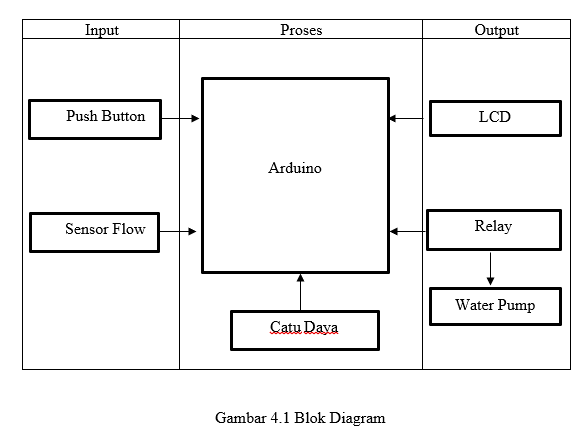 Input
Proses
Output
Push Button
Arduino
LCD
Sensor Flow
Relay
Water Pump
Catu Daya
Gambar 4.1 Blok Diagram